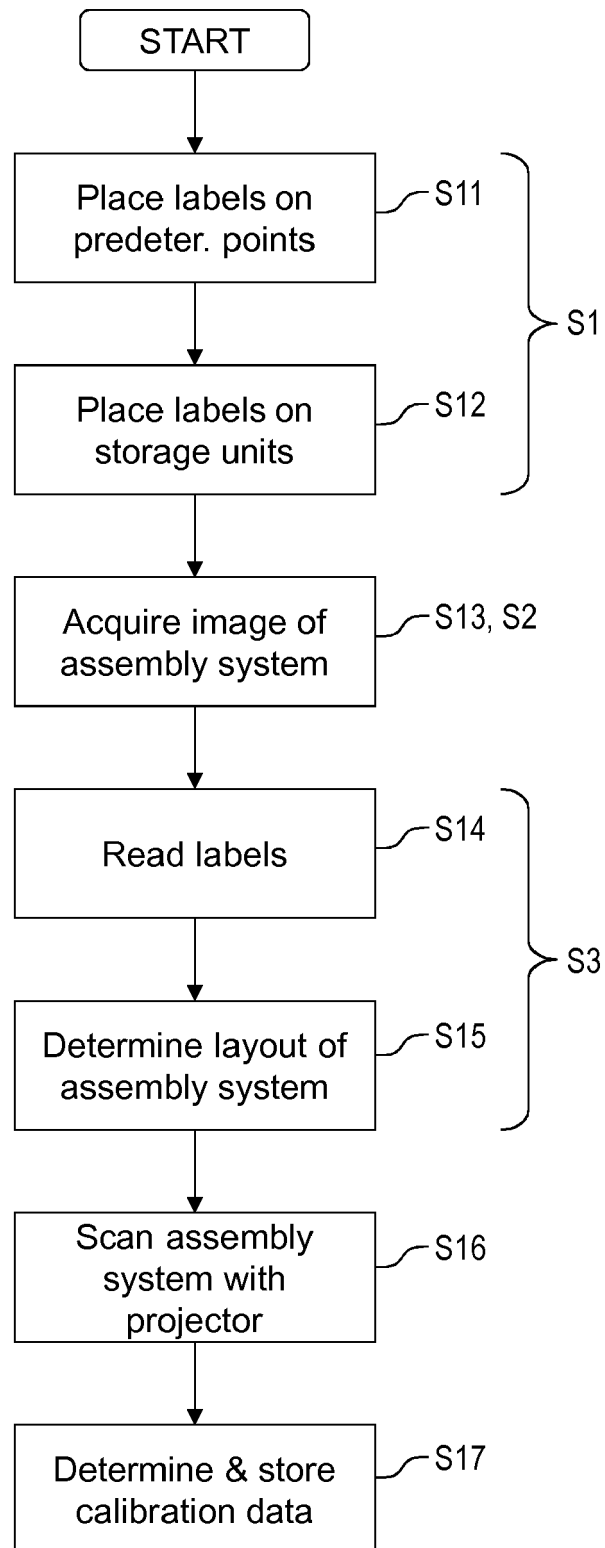 START
Place labels on
predeter. points
S11
S1
Place labels on
storage units
S12
Acquire image of
assembly system
S13, S2
Read labels
S14
S3
Determine layout of
assembly system
S15
Scan assembly
system with
projector
S16
Determine & store
calibration data
S17